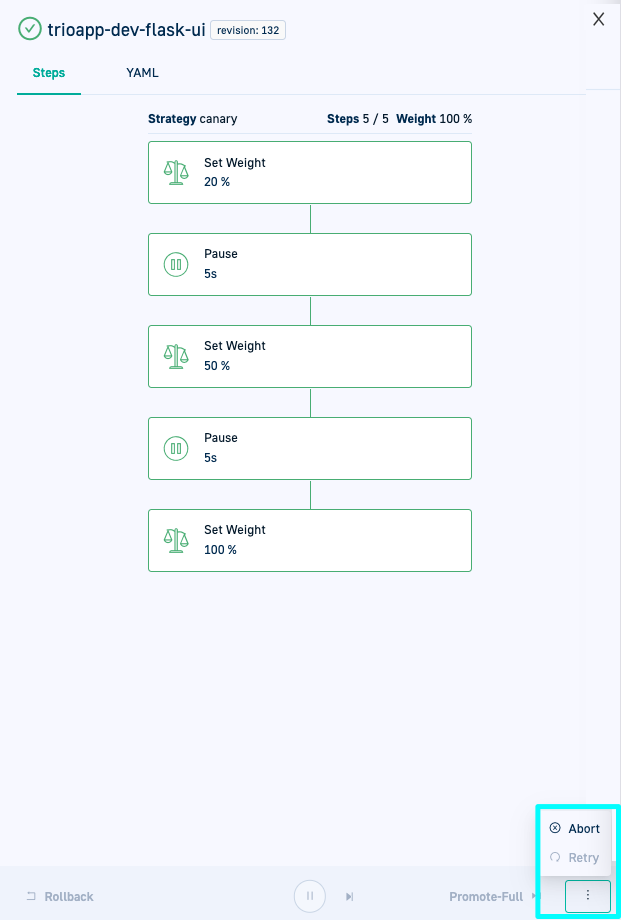 trioapp-dev-flask-ui revision: 132
Steps YAML
Strategy canary Steps 5 / 5 Weight 100 %
Set Weight
20 %
Pause
5s
Set Weight
50 %
Pause
5s
Set Weight
100 %
Abort
Retry
Rollback Promote-Full